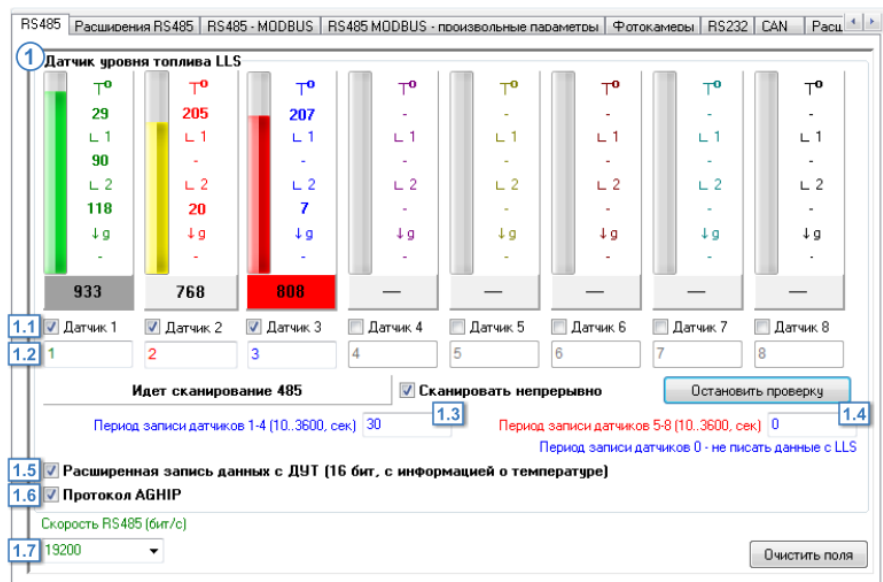 RS485 Расширения RS485 RS485 - MODBUS RS485 MODBUS - произвольные параметры Фотокамеры RS232 CAN Расш
1 Датчик уровня топлива LLS
T° T° T° T° T° T° T° T°
29 205 207 - - - - -
∟ 1 ∟ 1 ∟ 1 ∟ 1 ∟ 1 ∟ 1 ∟ 1 ∟ 1
90 - - - - - - -
∟ 2 ∟ 2 ∟ 2 ∟ 2 ∟ 2 ∟ 2 ∟ 2 ∟ 2
118 20 7 - - - - -
↓g ↓g ↓g ↓g ↓g ↓g ↓g ↓g
- - - - - - - -
933 768 808 — — — — —
1.1 Датчик 1 Датчик 2 Датчик 3 Датчик 4 Датчик 5 Датчик 6 Датчик 7 Датчик 8
1.2 1 2 3 4 5 6 7 8
Идет сканирование 485 Сканировать непрерывно Остановить проверку
Период записи датчиков 1-4 (10..3600, сек) 30 1.3 Период записи датчиков 5-8 (10..3600, сек) 0 1.4
Период записи датчиков 0 - не писать данные с LLS
1.5 Расширенная запись данных с ДУТ (16 бит, с информацией о температуре)
1.6 Протокол AGHIP
Скорость RS485 (бит/с)
1.7 19200 Очистить поля